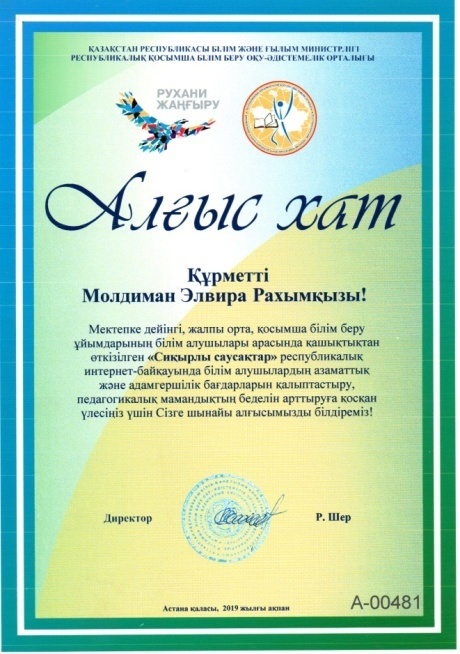 ҚАЗАҚСТАН РЕСПУБЛИКАСЫ БІЛІМ ЖӘНЕ ҒЫЛЫМ МИНИСТРЛІГІ
РЕСПУБЛИКАЛЫҚ ҚОСЫМША БІЛІМ БЕРУ ОҚУ-ӘДІСТЕМЕЛІК ОРТАЛЫҒЫ
РУХАНИ
ЖАҢҒЫРУ
Алғыс хат
Құрметті
Молдиман Элвира Рахымқызы!
Мектепке дейінгі, жалпы орта, қосымша білім беру
ұйымдарының білім алушылары арасында қашықтықтан
өткізілген «Сиқырлы саусақтар» республикалық
интернет-байқауында білім алушылардың азаматтық
және адамгершілік бағдарларын қалыптастыру,
педагогикалық мамандықтың беделін арттыруға қосқан
үлесіңіз үшін Сізге шынайы алғысымызды білдіреміз!
Директор Р. Шер
Астана қаласы, 2019 жылғы ақпан
А-00481